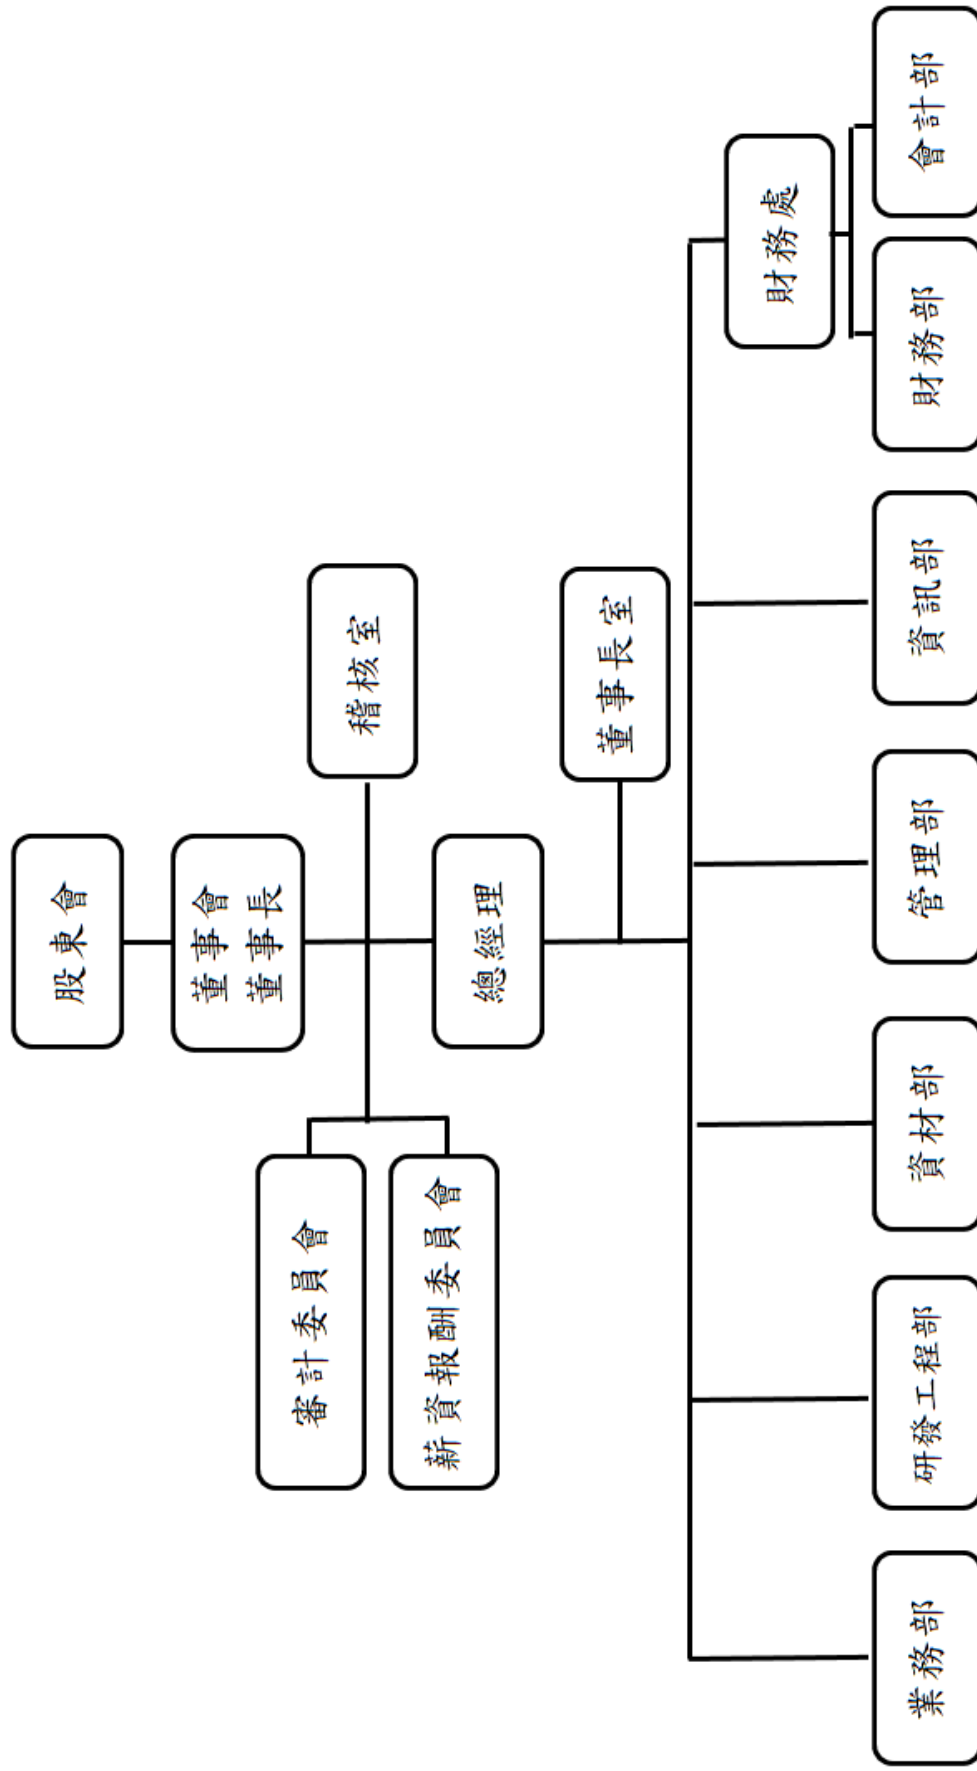 股東會
董事會
董事長
稽核室
審計委員會
薪資報酬委員會
總經理
董事長室
財務處
業務部
研發工程部
資材部
管理部
資訊部
財務部
會計部